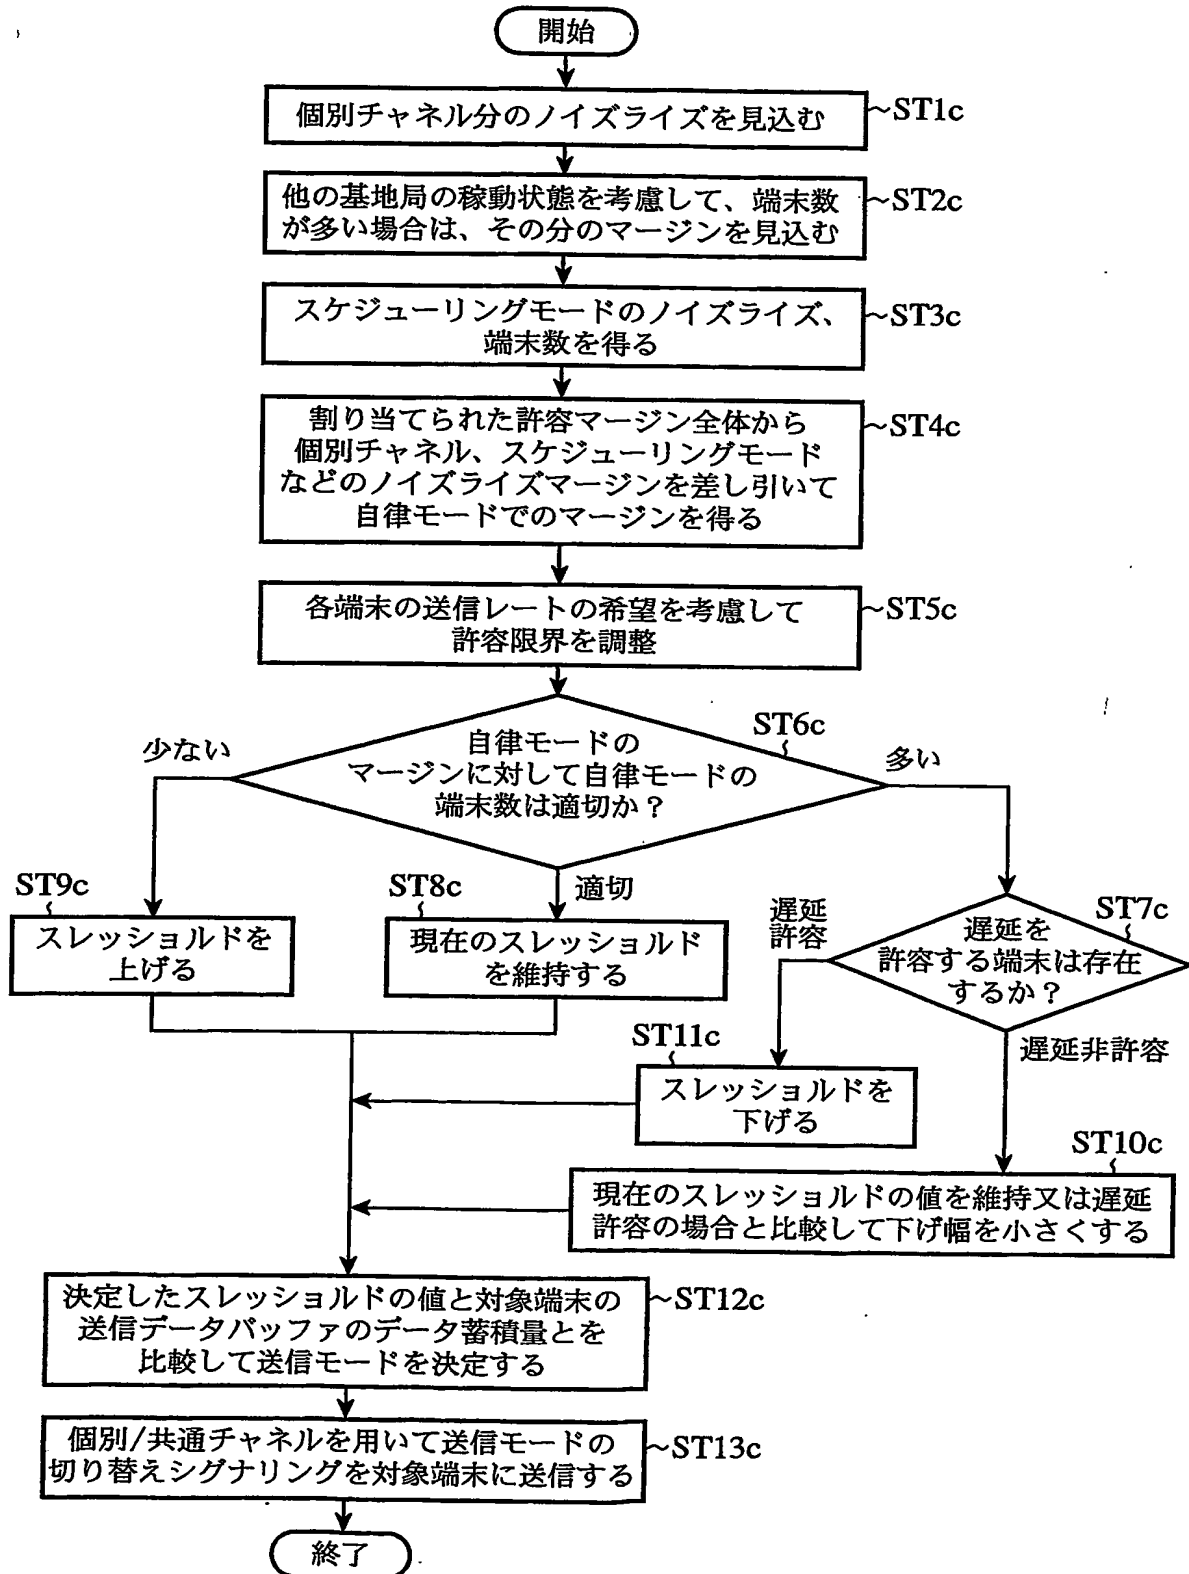 開始
個別チャネル分のノイズライズを見込む
~ST1c
他の基地局の稼動状態を考慮して、端末数
が多い場合は、その分のマージンを見込む
~ST2c
スケジューリングモードのノイズライズ、
端末数を得る
~ST3c
割り当てられた許容マージン全体から
個別チャネル、スケジューリングモード
などのノイズライズマージンを差し引いて
自律モードでのマージンを得る
~ST4c
各端末の送信レートの希望を考慮して
許容限界を調整
~ST5c
ST6c
自律モードの
マージンに対して自律モードの
端末数は適切か?
少ない
多い
適切
ST9c
スレッショルドを
上げる
ST8c
現在のスレッショルド
を維持する
ST7c
遅延を
許容する端末は存在
するか?
遅延
許容
遅延非許容
ST11c
スレッショルドを
下げる
ST10c
現在のスレッショルドの値を維持又は遅延
許容の場合と比較して下げ幅を小さくする
決定したスレッショルドの値と対象端末の
送信データバッファのデータ蓄積量とを
比較して送信モードを決定する
~ST12c
個別/共通チャネルを用いて送信モードの
切り替えシグナリングを対象端末に送信する
~ST13c
終了